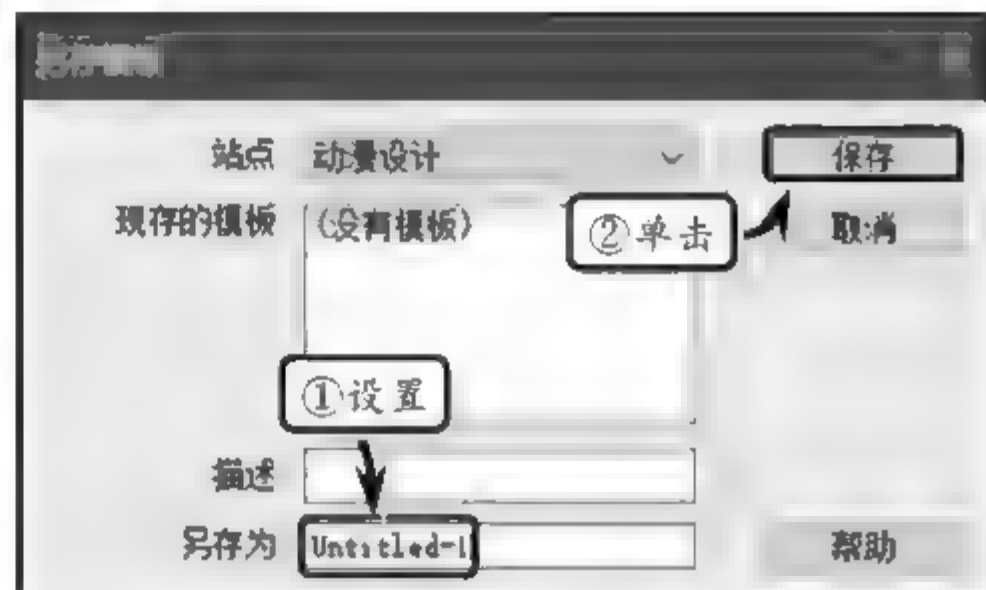 站点 动漫设计 保存
现存的模板 (没有模板) ②单击 取消
①设置
描述
另存为 Untitled-1 帮助